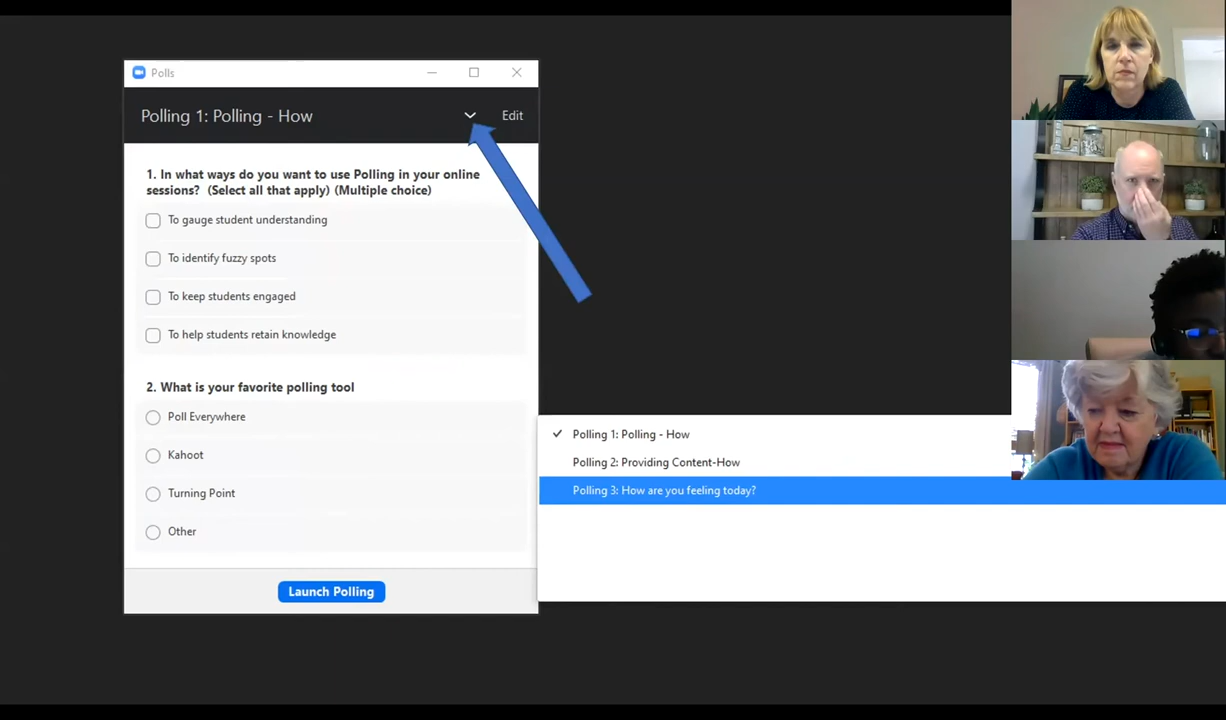 Polls
Polling 1: Polling - How
Edit
1. In what ways do you want to use Polling in your online
sessions? (Select all that apply) (Multiple choice)
To gauge student understanding
To identify fuzzy spots
To keep students engaged
To help students retain knowledge
2. What is your favorite polling tool
Poll Everywhere
Kahoot
Turning Point
Other
Launch Polling
Polling 1: Polling - How
Polling 2: Providing Content-How
Polling 3: How are you feeling today?